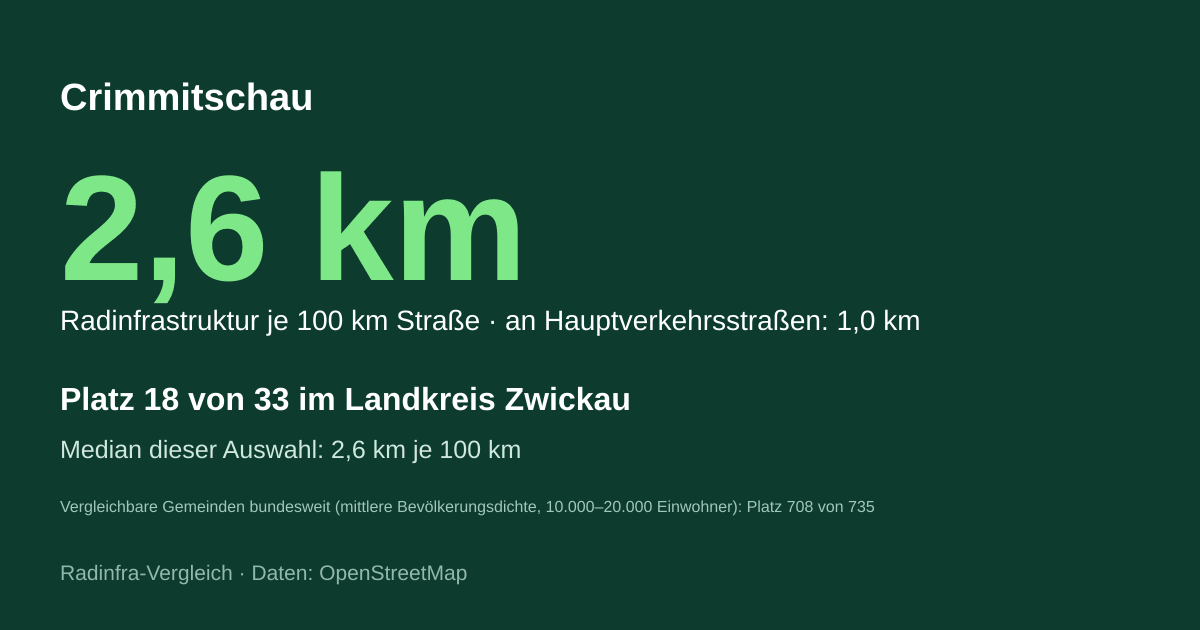 Crimmitschau
2,6 km
Radinfrastruktur je 100 km Straße · an Hauptverkehrsstraßen: 1,0 km
Platz 18 von 33 im Landkreis Zwickau
Median dieser Auswahl: 2,6 km je 100 km
Vergleichbare Gemeinden bundesweit (mittlere Bevölkerungsdichte, 10.000–20.000 Einwohner): Platz 708 von 735
Radinfra-Vergleich · Daten: OpenStreetMap